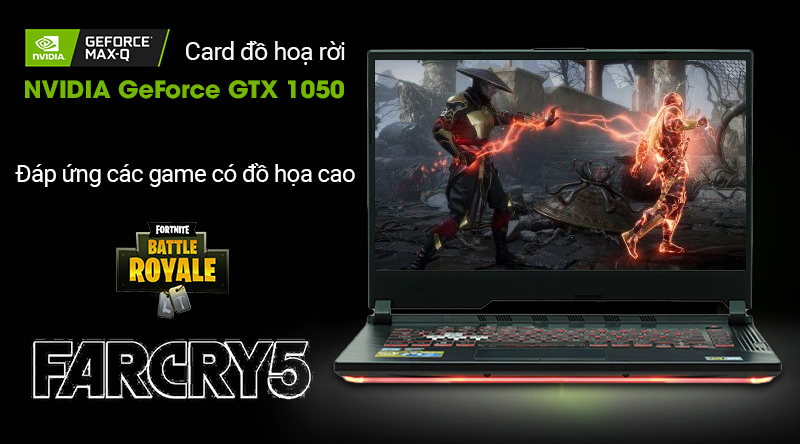 NVIDIA
GEFORCE
MAX-Q
Card đồ hoạ rời
NVIDIA GeForce GTX 1050
Đáp ứng các game có đồ họa cao
FORTNITE
BATTLE
ROYALE
FARCRY5